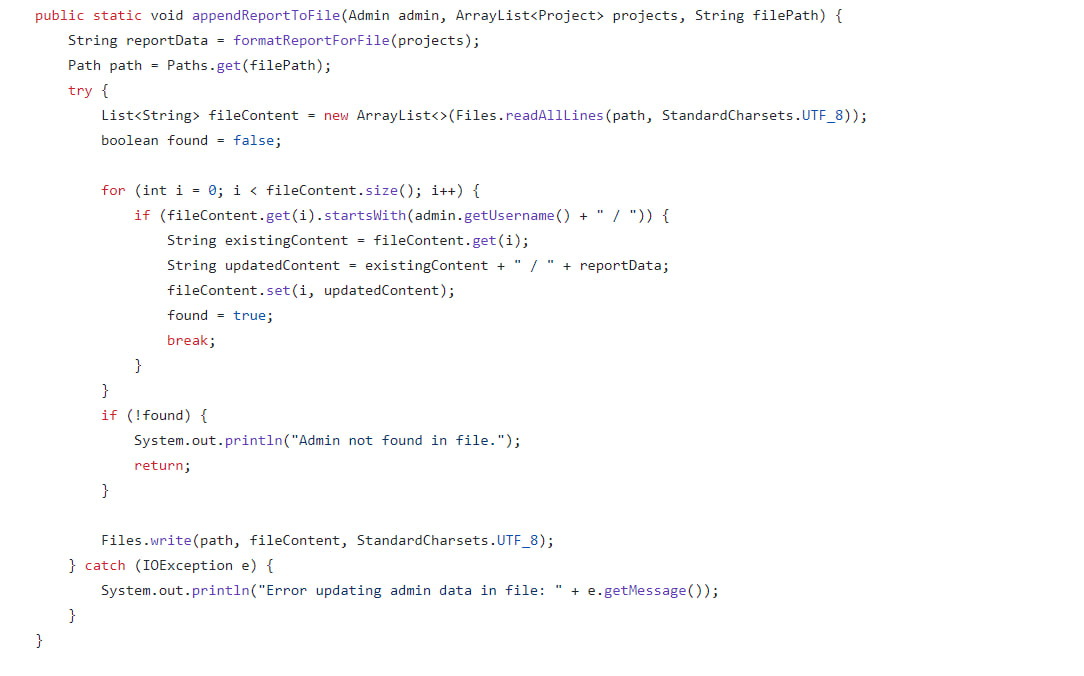 public static void appendReportToFile(Admin admin, ArrayList<Project> projects, String filePath) {
    String reportData = formatReportForFile(projects);
    Path path = Paths.get(filePath);
    try {
        List<String> fileContent = new ArrayList<>(Files.readAllLines(path, StandardCharsets.UTF_8));
        boolean found = false;

        for (int i = 0; i < fileContent.size(); i++) {
            if (fileContent.get(i).startsWith(admin.getUsername() + " / ")) {
                String existingContent = fileContent.get(i);
                String updatedContent = existingContent + " / " + reportData;
                fileContent.set(i, updatedContent);
                found = true;
                break;
            }
        }
        if (!found) {
            System.out.println("Admin not found in file.");
            return;
        }

        Files.write(path, fileContent, StandardCharsets.UTF_8);
    } catch (IOException e) {
        System.out.println("Error updating admin data in file: " + e.getMessage());
    }
}